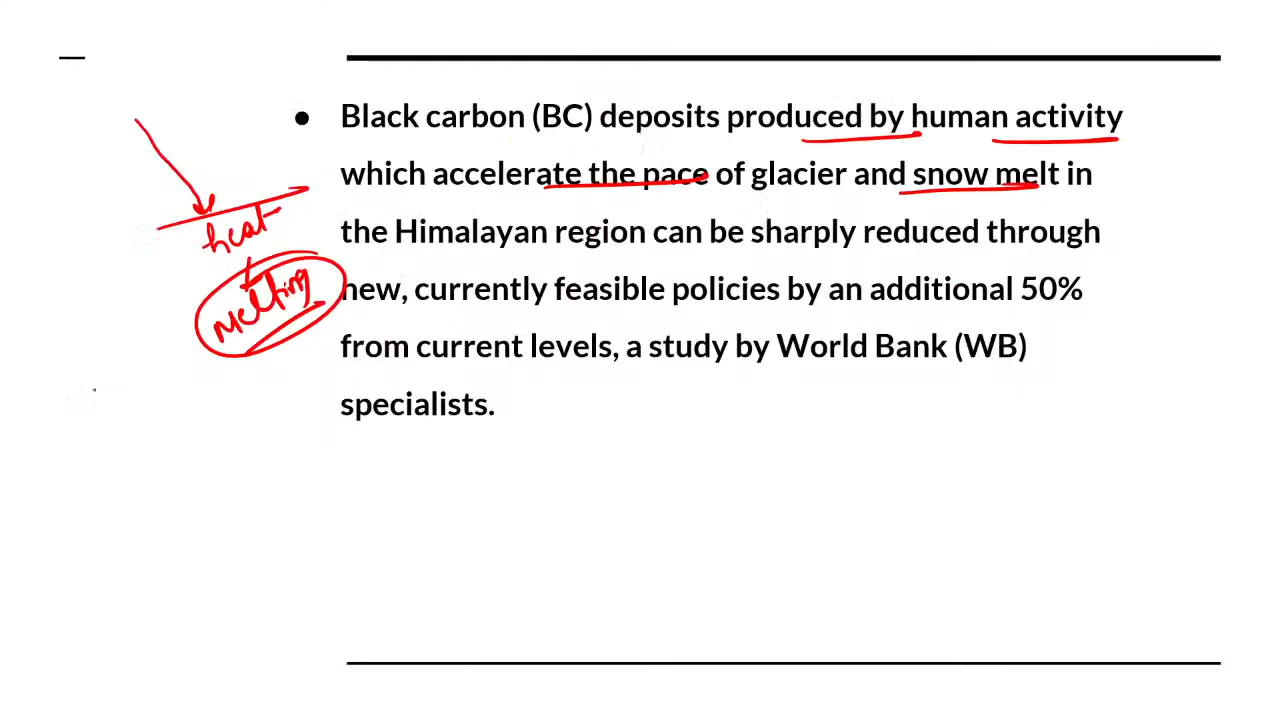 ● Black carbon (BC) deposits produced by human activity
which accelerate the pace of glacier and snow melt in
the Himalayan region can be sharply reduced through
new, currently feasible policies by an additional 50%
from current levels, a study by World Bank (WB)
specialists.
heat
melting